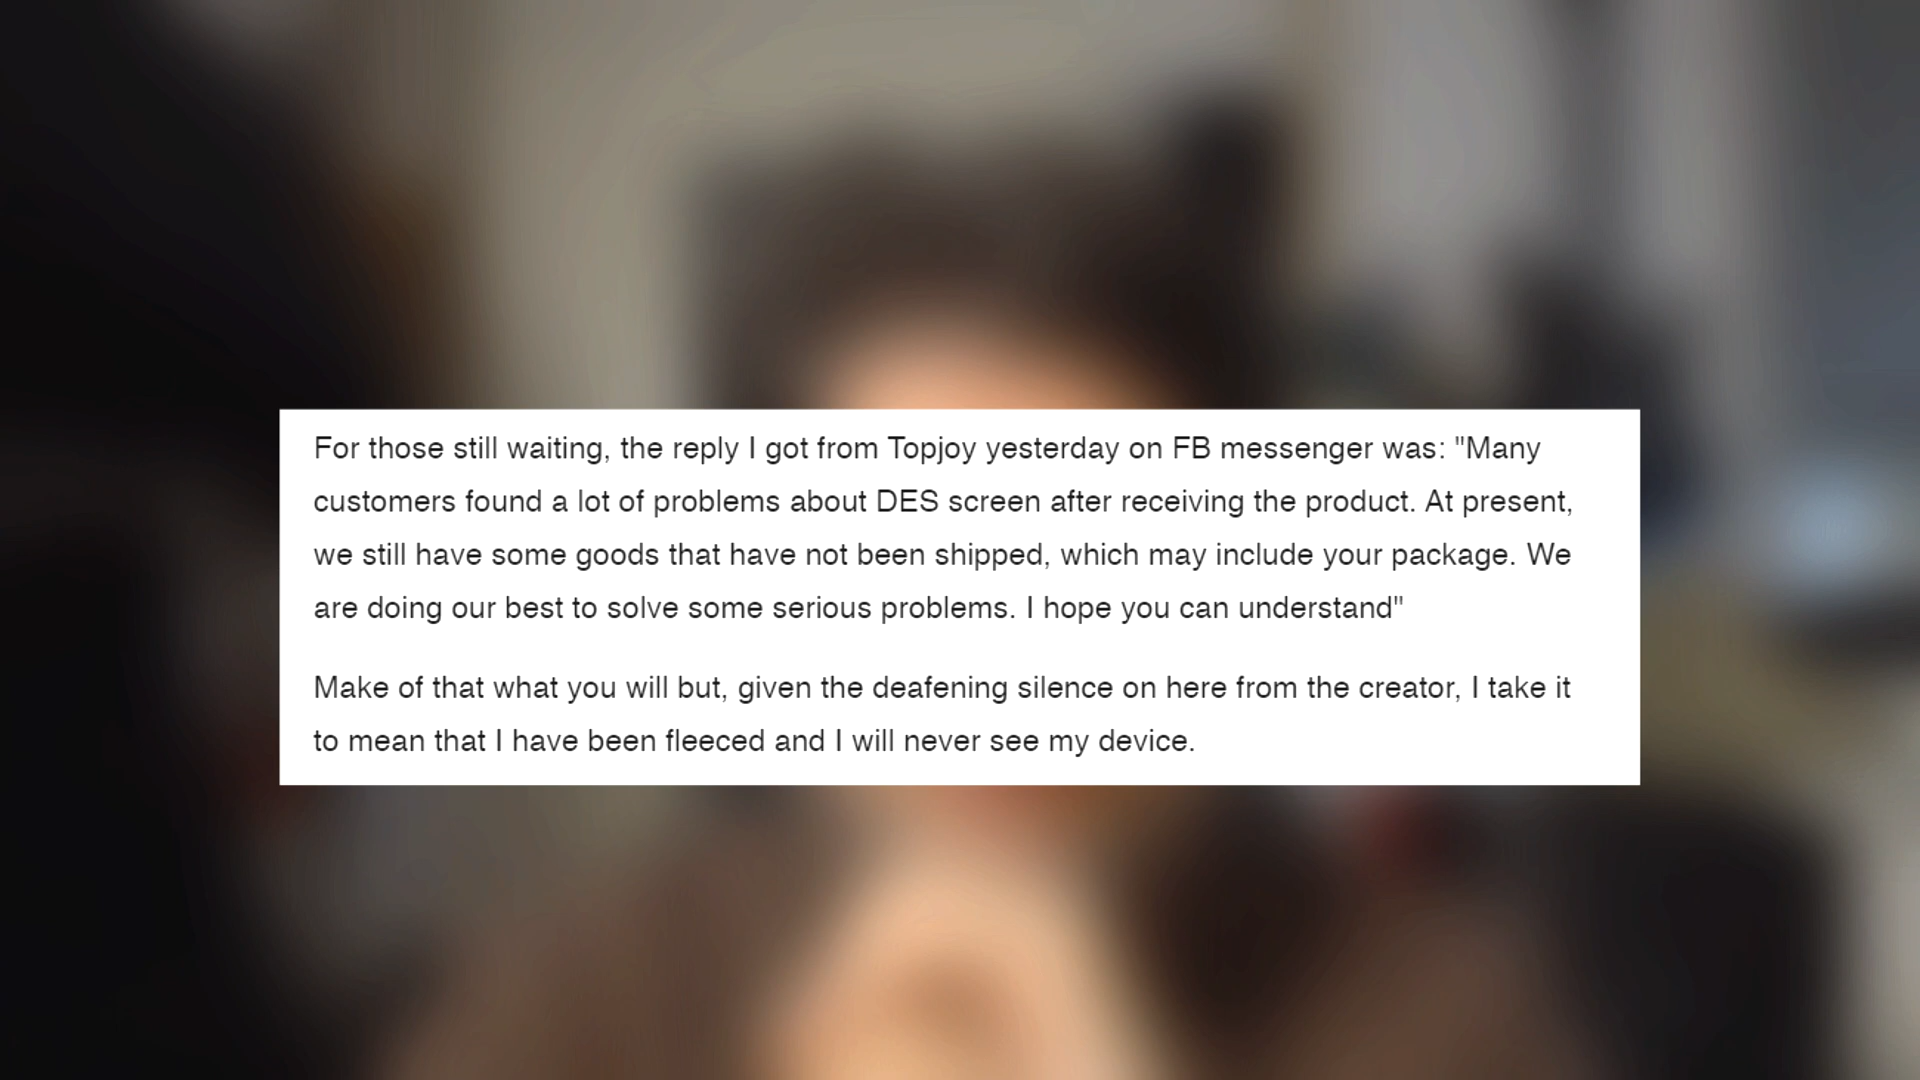 For those still waiting, the reply I got from Topjoy yesterday on FB messenger was: "Many
customers found a lot of problems about DES screen after receiving the product. At present,
we still have some goods that have not been shipped, which may include your package. We
are doing our best to solve some serious problems. I hope you can understand"
Make of that what you will but, given the deafening silence on here from the creator, I take it
to mean that I have been fleeced and I will never see my device.